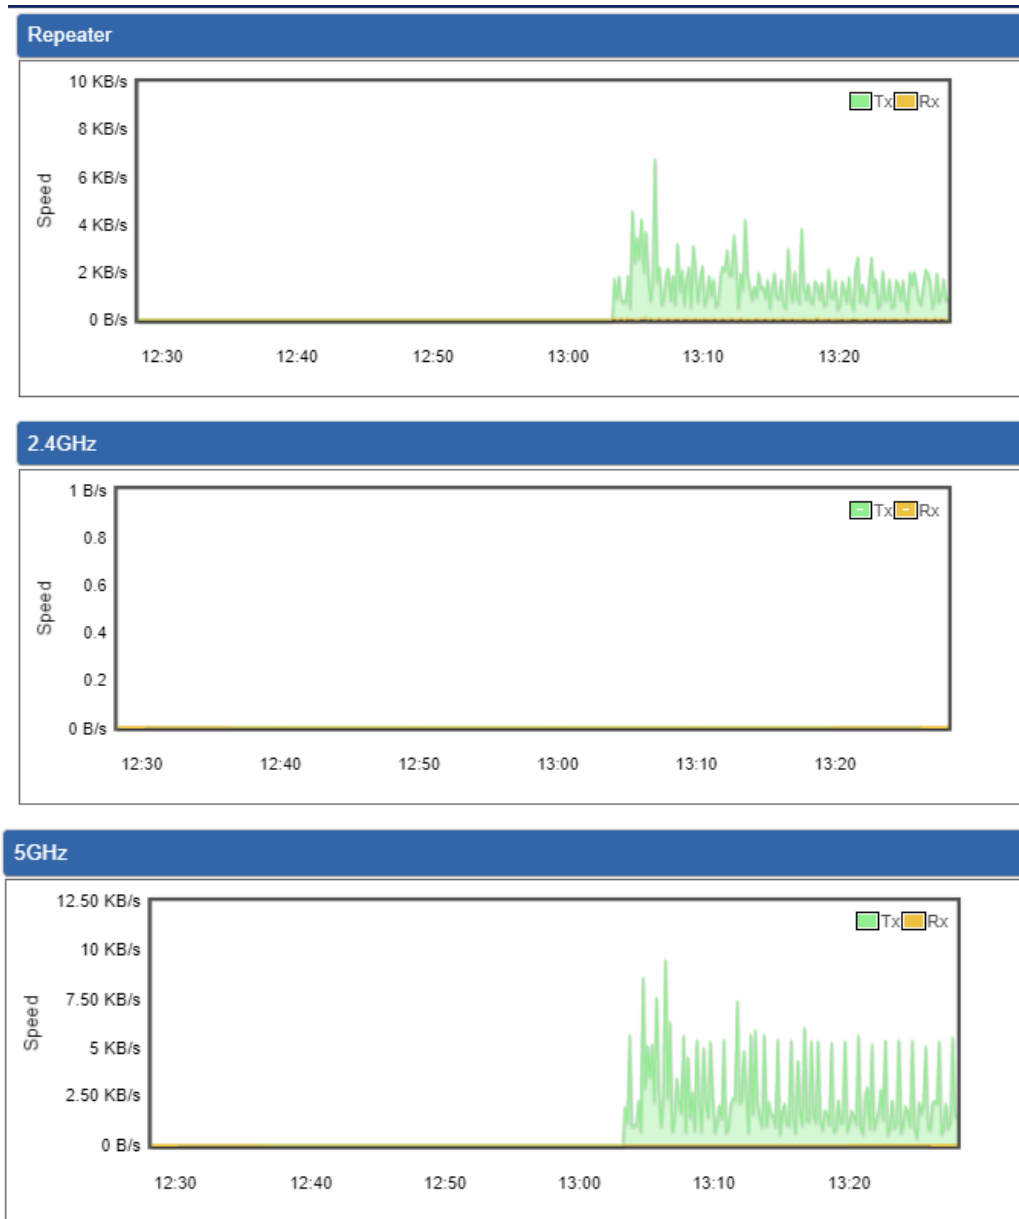 Repeater
10 KB/s
Tx Rx
8 KB/s
6 KB/s
Speed
4 KB/s
2 KB/s
0 B/s
12:30 12:40 12:50 13:00 13:10 13:20
2.4GHz
1 B/s
Tx Rx
0.8
0.6
Speed
0.4
0.2
0 B/s
12:30 12:40 12:50 13:00 13:10 13:20
5GHz
12.50 KB/s
Tx Rx
10 KB/s
7.50 KB/s
Speed
5 KB/s
2.50 KB/s
0 B/s
12:30 12:40 12:50 13:00 13:10 13:20